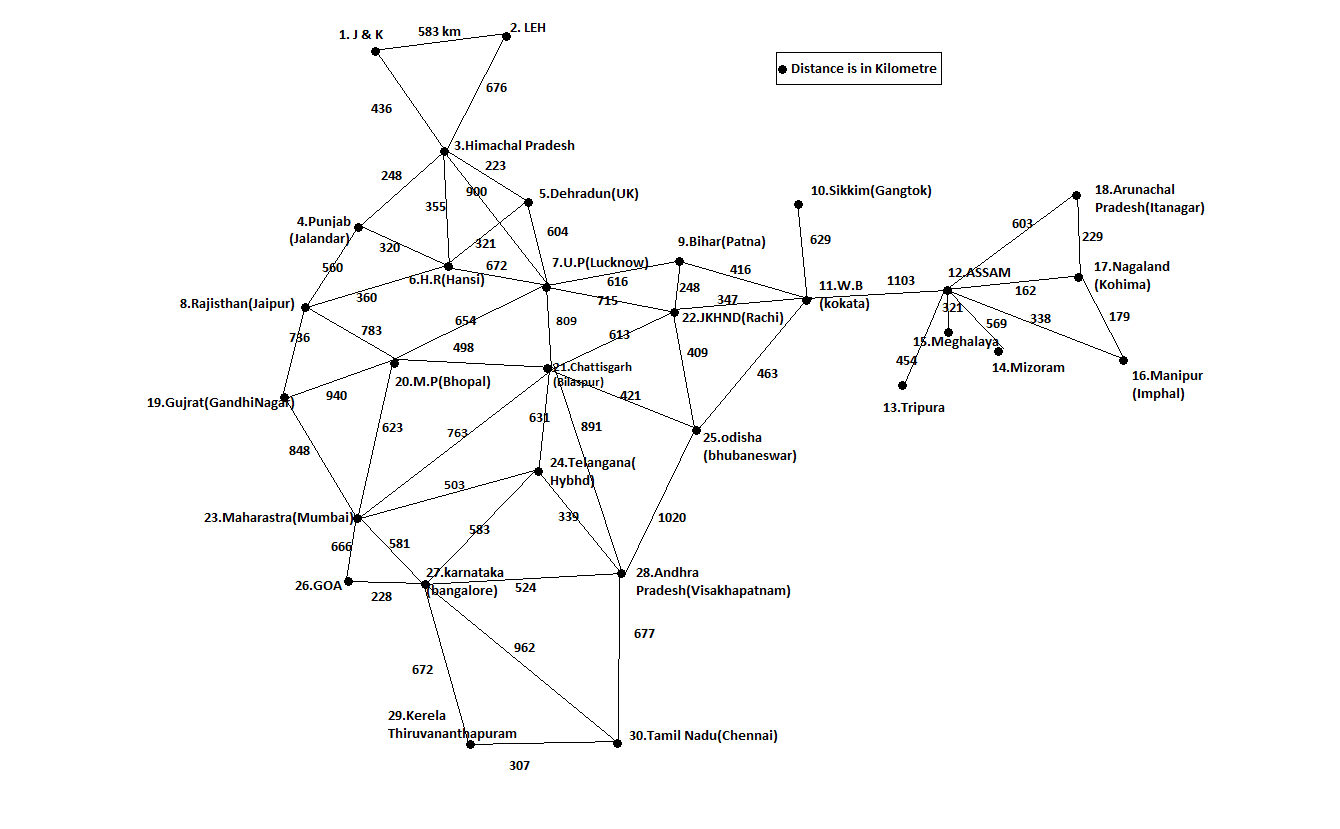 2. LEH
583 km
1. J & K
Distance is in Kilometre
676
436
3.Himachal Pradesh
223
248
900
5.Dehradun(UK)
10.Sikkim(Gangtok)
18.Arunachal
Pradesh(Itanagar)
355
4.Punjab
(Jalandar)
603
604
629
229
320
321
9.Bihar(Patna)
7.U.P(Lucknow)
560
672
416
17.Nagaland
(Kohima)
6.H.R(Hansi)
616
12.ASSAM
1103
248
11.W.B
(kokata)
162
360
8.Rajisthan(Jaipur)
715
347
321
22.JKHND(Rachi)
654
809
569
338
179
783
613
736
15.Meghalaya
498
409
454
21.Chattisgarh
(Bilaspur)
14.Mizoram
463
20.M.P(Bhopal)
16.Manipur
(Imphal)
940
421
19.Gujrat(GandhiNagar)
13.Tripura
631
623
891
763
25.odisha
(bhubaneswar)
848
24.Telangana(
Hybhd)
503
23.Maharastra(Mumbai)
339
1020
583
666
581
27.karnataka
(bangalore)
28.Andhra
Pradesh(Visakhapatnam)
26.GOA
524
228
677
962
672
29.Kerela
Thiruvananthapuram
30.Tamil Nadu(Chennai)
307